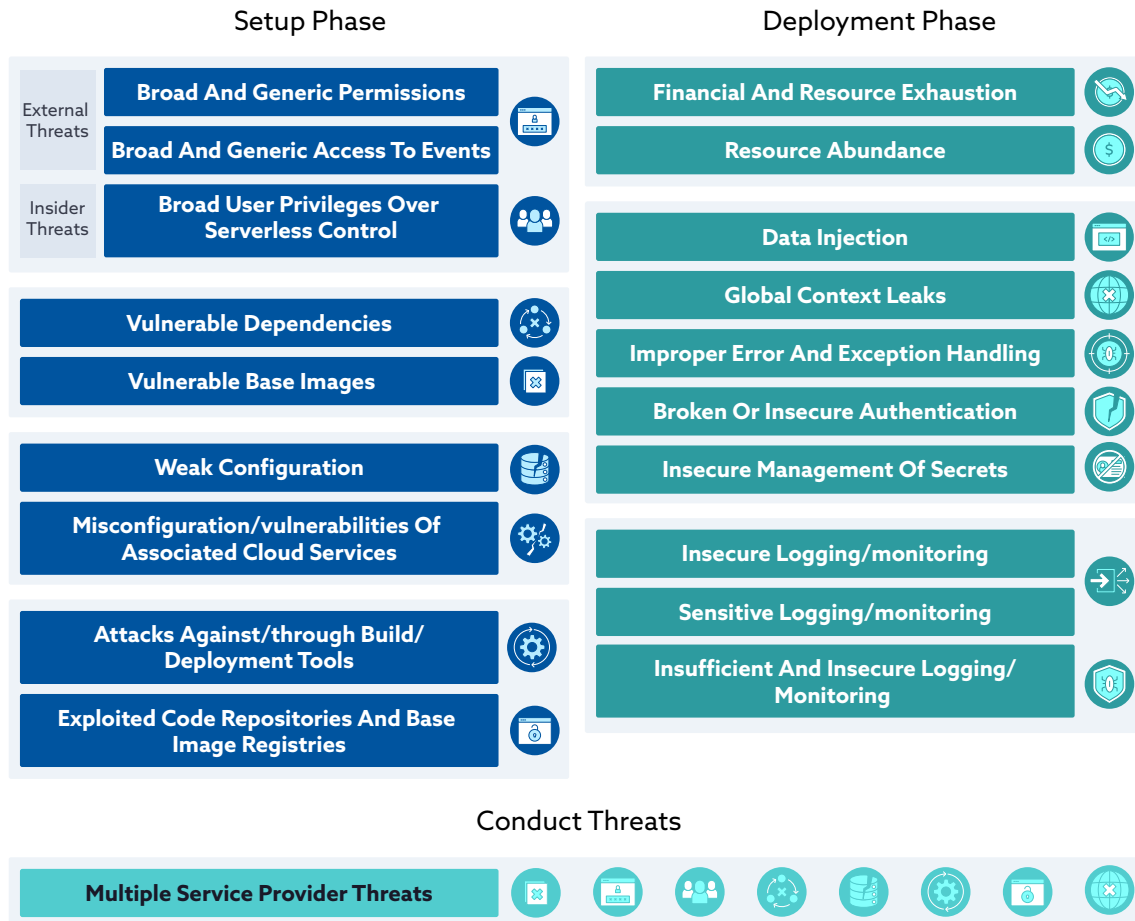 Setup Phase
External
Threats
Broad And Generic Permissions
Broad And Generic Access To Events
Insider
Threats
Broad User Privileges Over
Serverless Control
Vulnerable Dependencies
Vulnerable Base Images
Weak Configuration
Misconfiguration/vulnerabilities Of
Associated Cloud Services
Attacks Against/through Build/
Deployment Tools
Exploited Code Repositories And Base
Image Registries
Deployment Phase
Financial And Resource Exhaustion
Resource Abundance
$
Data Injection
</>
Global Context Leaks
Improper Error And Exception Handling
Broken Or Insecure Authentication
Insecure Management Of Secrets
Insecure Logging/monitoring
Sensitive Logging/monitoring
Insufficient And Insecure Logging/
Monitoring
Conduct Threats
Multiple Service Provider Threats